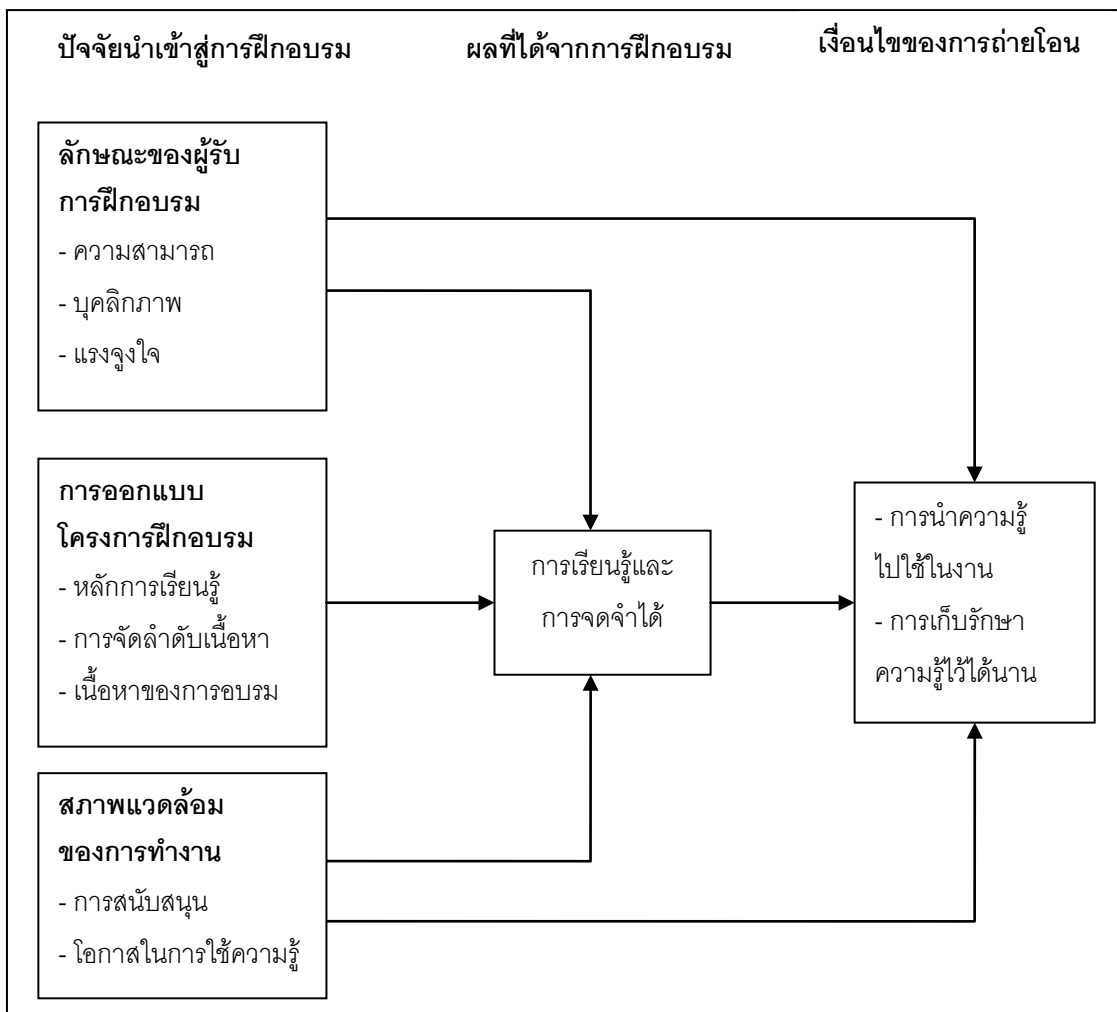 ปัจจัยนำเข้าสู่การฝึกอบรม
ผลที่ได้จากการฝึกอบรม
เงื่อนไขของการถ่ายโอน
ลักษณะของผู้รับ
การฝึกอบรม
- ความสามารถ
- บุคลิกภาพ
- แรงจูงใจ
การออกแบบ
โครงการฝึกอบรม
- หลักการเรียนรู้
- การจัดลำดับเนื้อหา
- เนื้อหาของการอบรม
สภาพแวดล้อม
ของการทำงาน
- การสนับสนุน
- โอกาสในการใช้ความรู้
การเรียนรู้และ
การจดจำได้
- การนำความรู้
ไปใช้ในงาน
- การเก็บรักษา
ความรู้ไว้ได้นาน